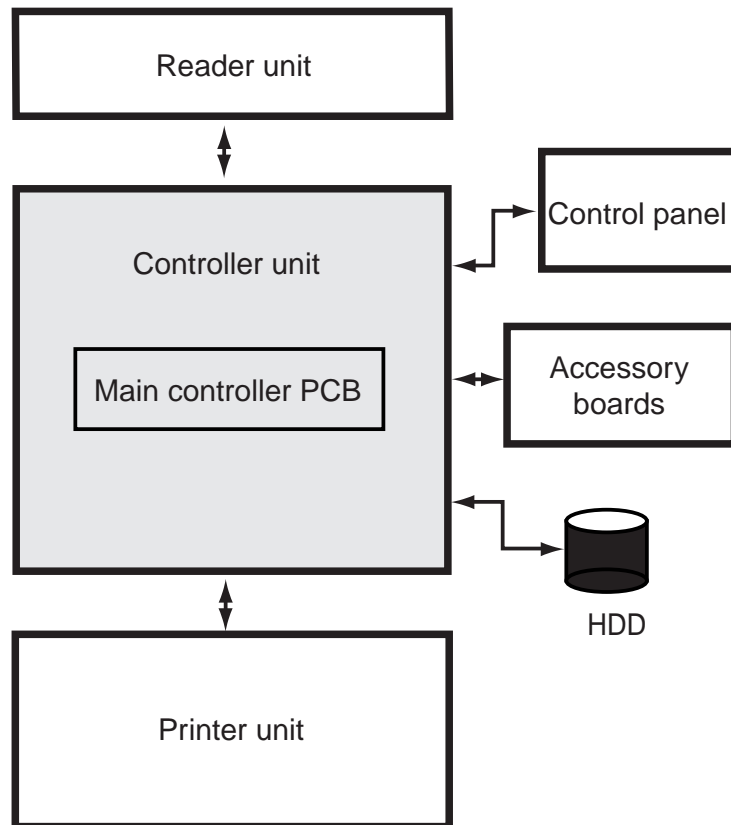 Reader unit
Control panel
Controller unit
Main controller PCB
Accessory
boards
HDD
Printer unit